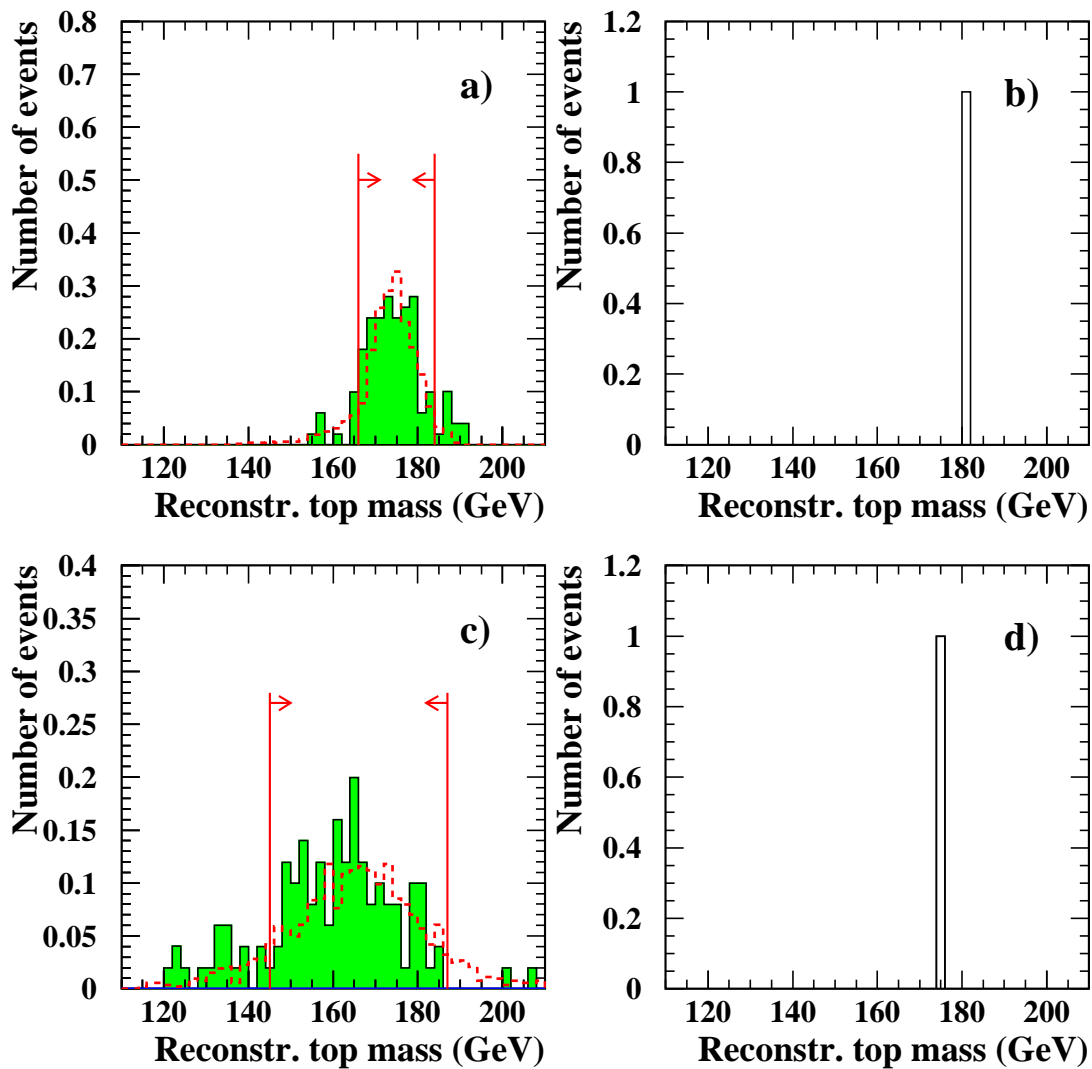 Number of events
0.8
0.7
0.6
0.5
0.4
0.3
0.2
0.1
0
a)
120 140 160 180 200
Reconstr. top mass (GeV)
Number of events
1.2
1
0.8
0.6
0.4
0.2
0
b)
120 140 160 180 200
Reconstr. top mass (GeV)
Number of events
0.4
0.35
0.3
0.25
0.2
0.15
0.1
0.05
0
c)
120 140 160 180 200
Reconstr. top mass (GeV)
Number of events
1.2
1
0.8
0.6
0.4
0.2
0
d)
120 140 160 180 200
Reconstr. top mass (GeV)